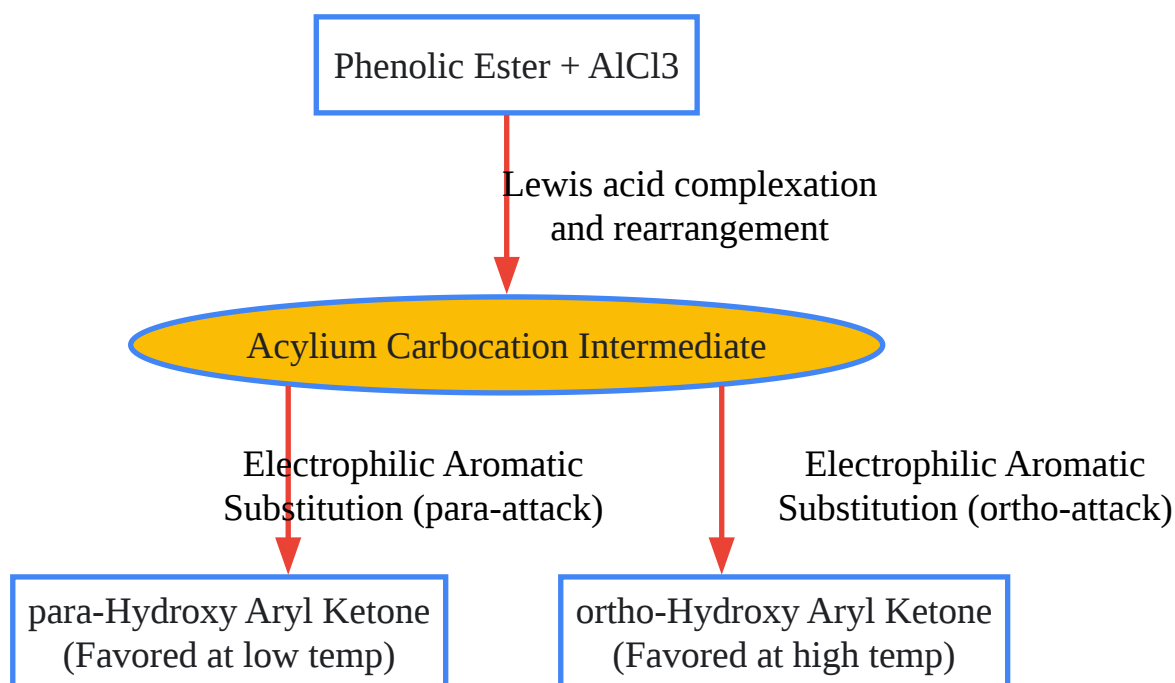 Phenolic Ester + AlCl3
Lewis acid complexation
and rearrangement
Acylium Carbocation Intermediate
Electrophilic Aromatic
Substitution (para-attack)
Electrophilic Aromatic
Substitution (ortho-attack)
para-Hydroxy Aryl Ketone
(Favored at low temp)
ortho-Hydroxy Aryl Ketone
(Favored at high temp)